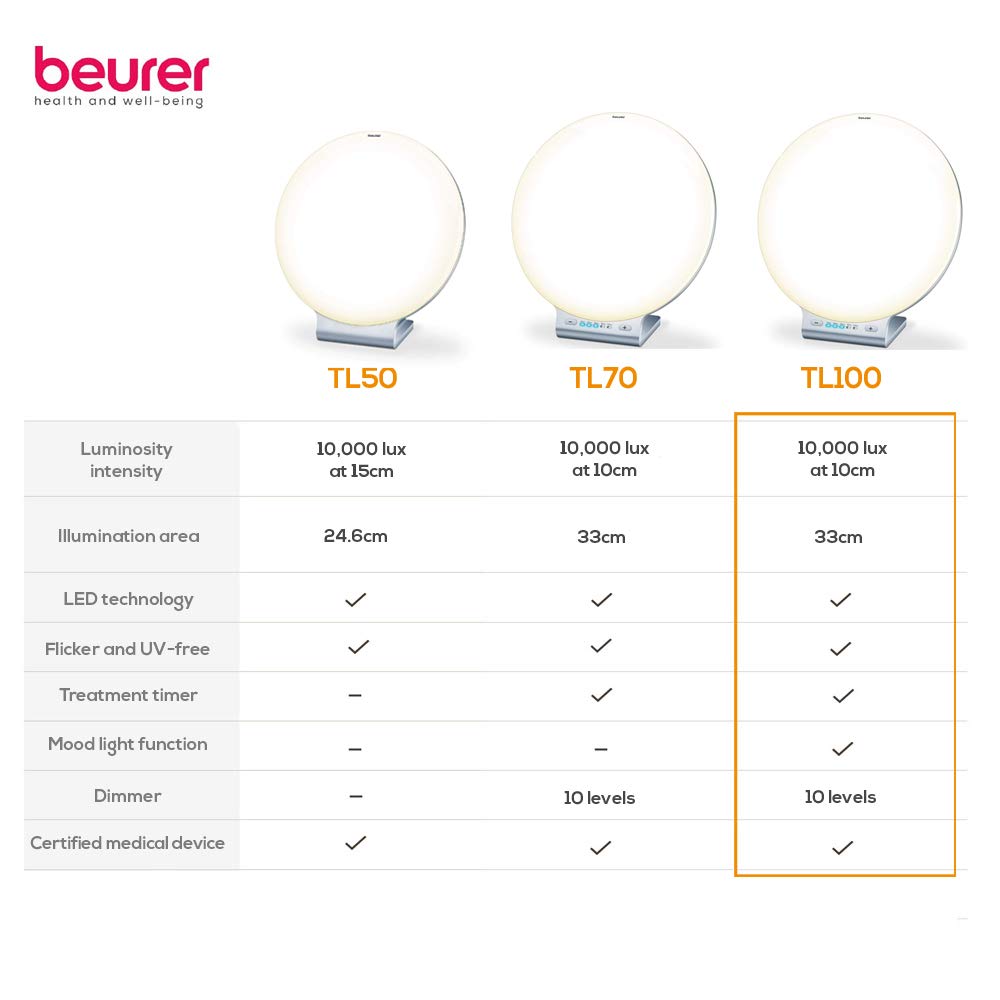 beurer
health and well-being
TL50
TL70
TL100
Luminosity
intensity
10,000 lux
at 15cm
10,000 lux
at 10cm
10,000 lux
at 10cm
Illumination area
24.6cm
33cm
33cm
LED technology
Flicker and UV-free
Treatment timer
Mood light function
Dimmer
10 levels
10 levels
Certified medical device